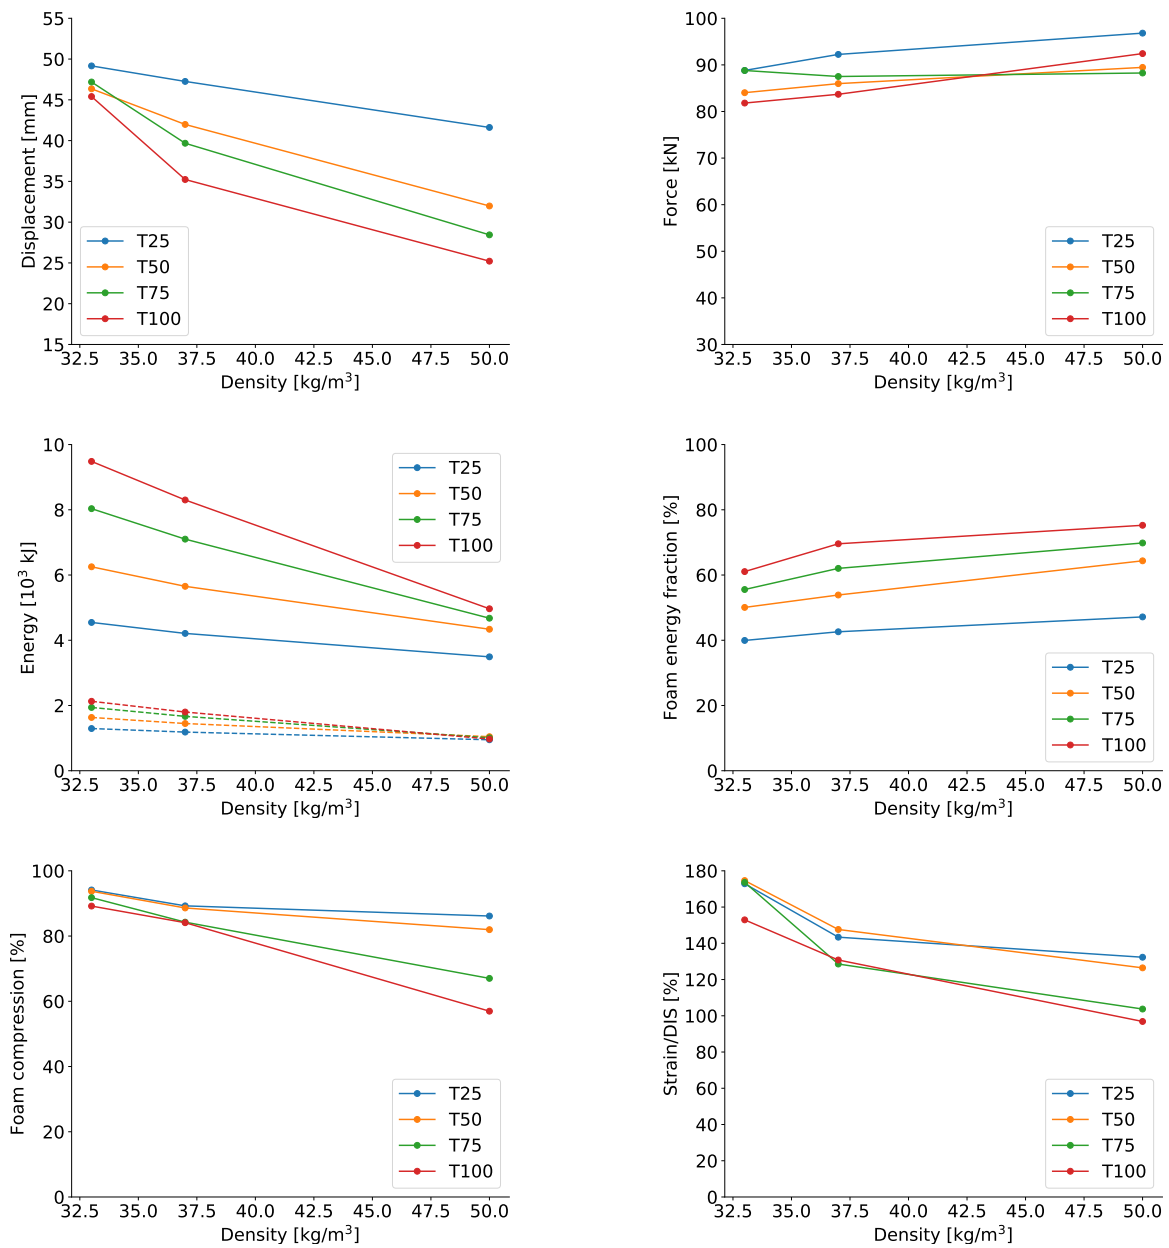 55
50
45
40
35
30
25
20
15
Displacement [mm]
T25
T50
T75
T100
32.5 35.0 37.5 40.0 42.5 45.0 47.5 50.0
Density [kg/m³]
100
90
80
70
60
50
40
30
Force [kN]
T25
T50
T75
T100
32.5 35.0 37.5 40.0 42.5 45.0 47.5 50.0
Density [kg/m³]
10
8
6
4
2
0
Energy [10³ kJ]
T25
T50
T75
T100
32.5 35.0 37.5 40.0 42.5 45.0 47.5 50.0
Density [kg/m³]
100
80
60
40
20
0
Foam energy fraction [%]
T25
T50
T75
T100
32.5 35.0 37.5 40.0 42.5 45.0 47.5 50.0
Density [kg/m³]
100
80
60
40
20
0
Foam compression [%]
T25
T50
T75
T100
32.5 35.0 37.5 40.0 42.5 45.0 47.5 50.0
Density [kg/m³]
180
160
140
120
100
80
60
40
20
0
Strain/DIS [%]
T25
T50
T75
T100
32.5 35.0 37.5 40.0 42.5 45.0 47.5 50.0
Density [kg/m³]